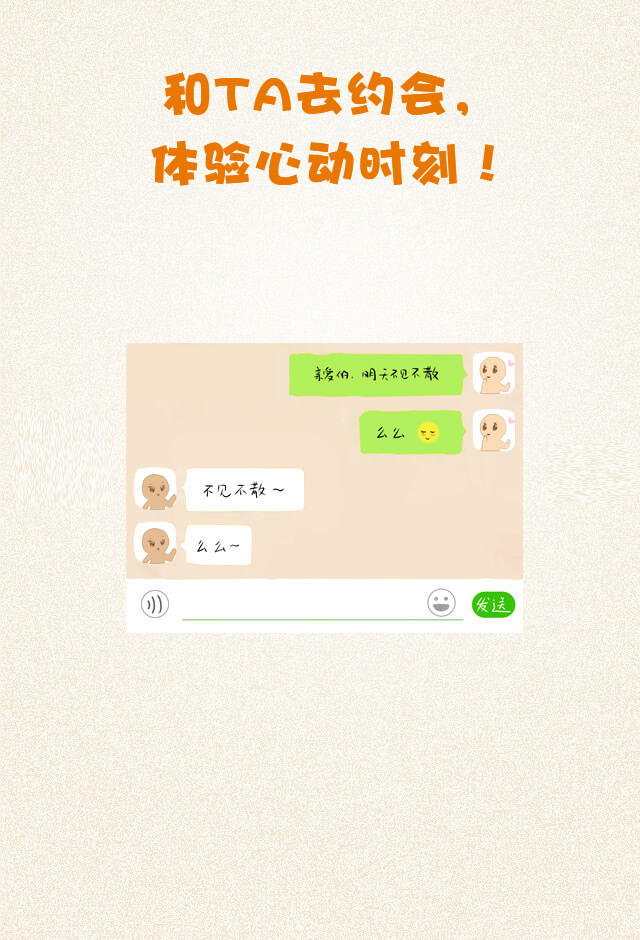 和TA去约会，
体验心动时刻！
亲爱的.明天不见不散
么么
不见不散～
么么~
发送